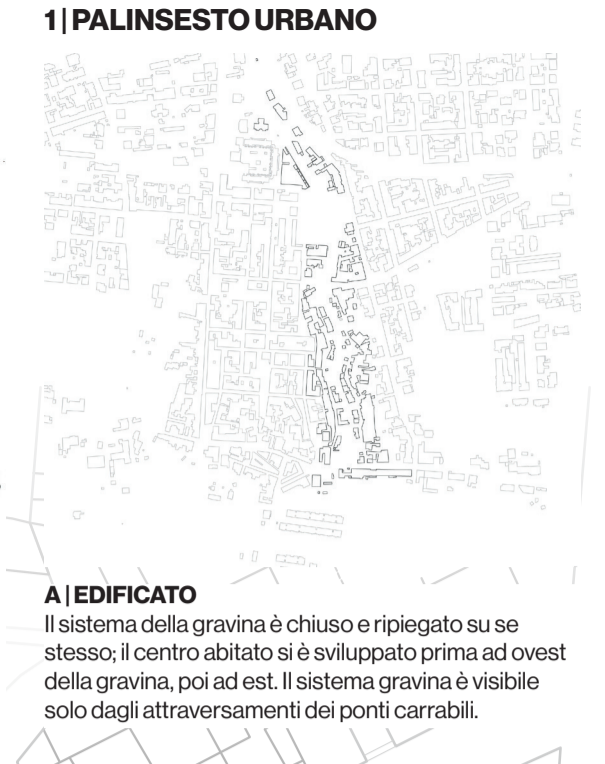 1 | PALINSESTO URBANO
A | EDIFICATO
Il sistema della gravina è chiuso e ripiegato su se
stesso; il centro abitato si è sviluppato prima ad ovest
della gravina, poi ad est. Il sistema gravina è visibile
solo dagli attraversamenti dei ponti carrabili.